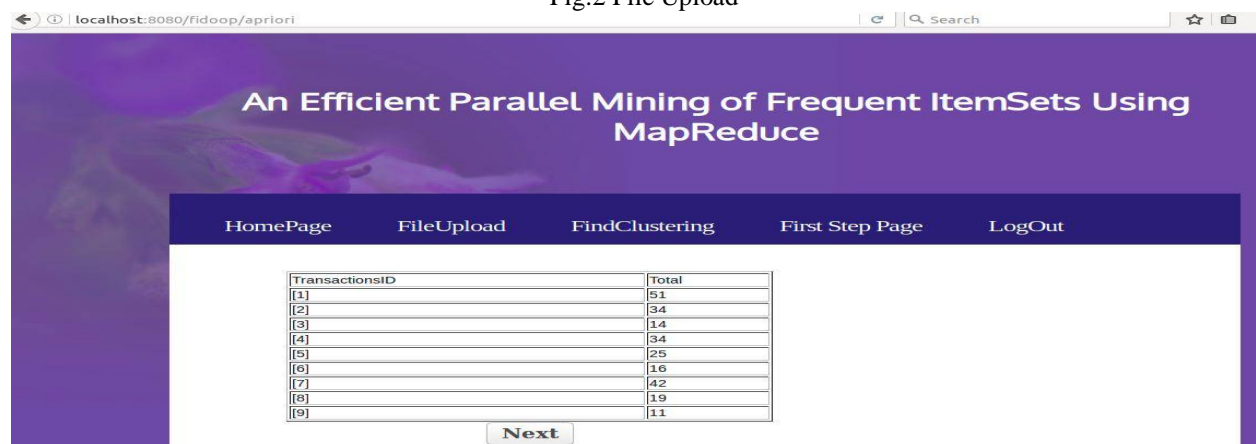 Fig.2 File Upload
localhost:8080/fidoop/apriori
Search
An Efficient Parallel Mining of Frequent ItemSets Using
MapReduce
HomePage FileUpload FindClustering First Step Page LogOut
TransactionsID Total
[1] 51
[2] 34
[3] 14
[4] 34
[5] 25
[6] 16
[7] 42
[8] 19
[9] 11
Next